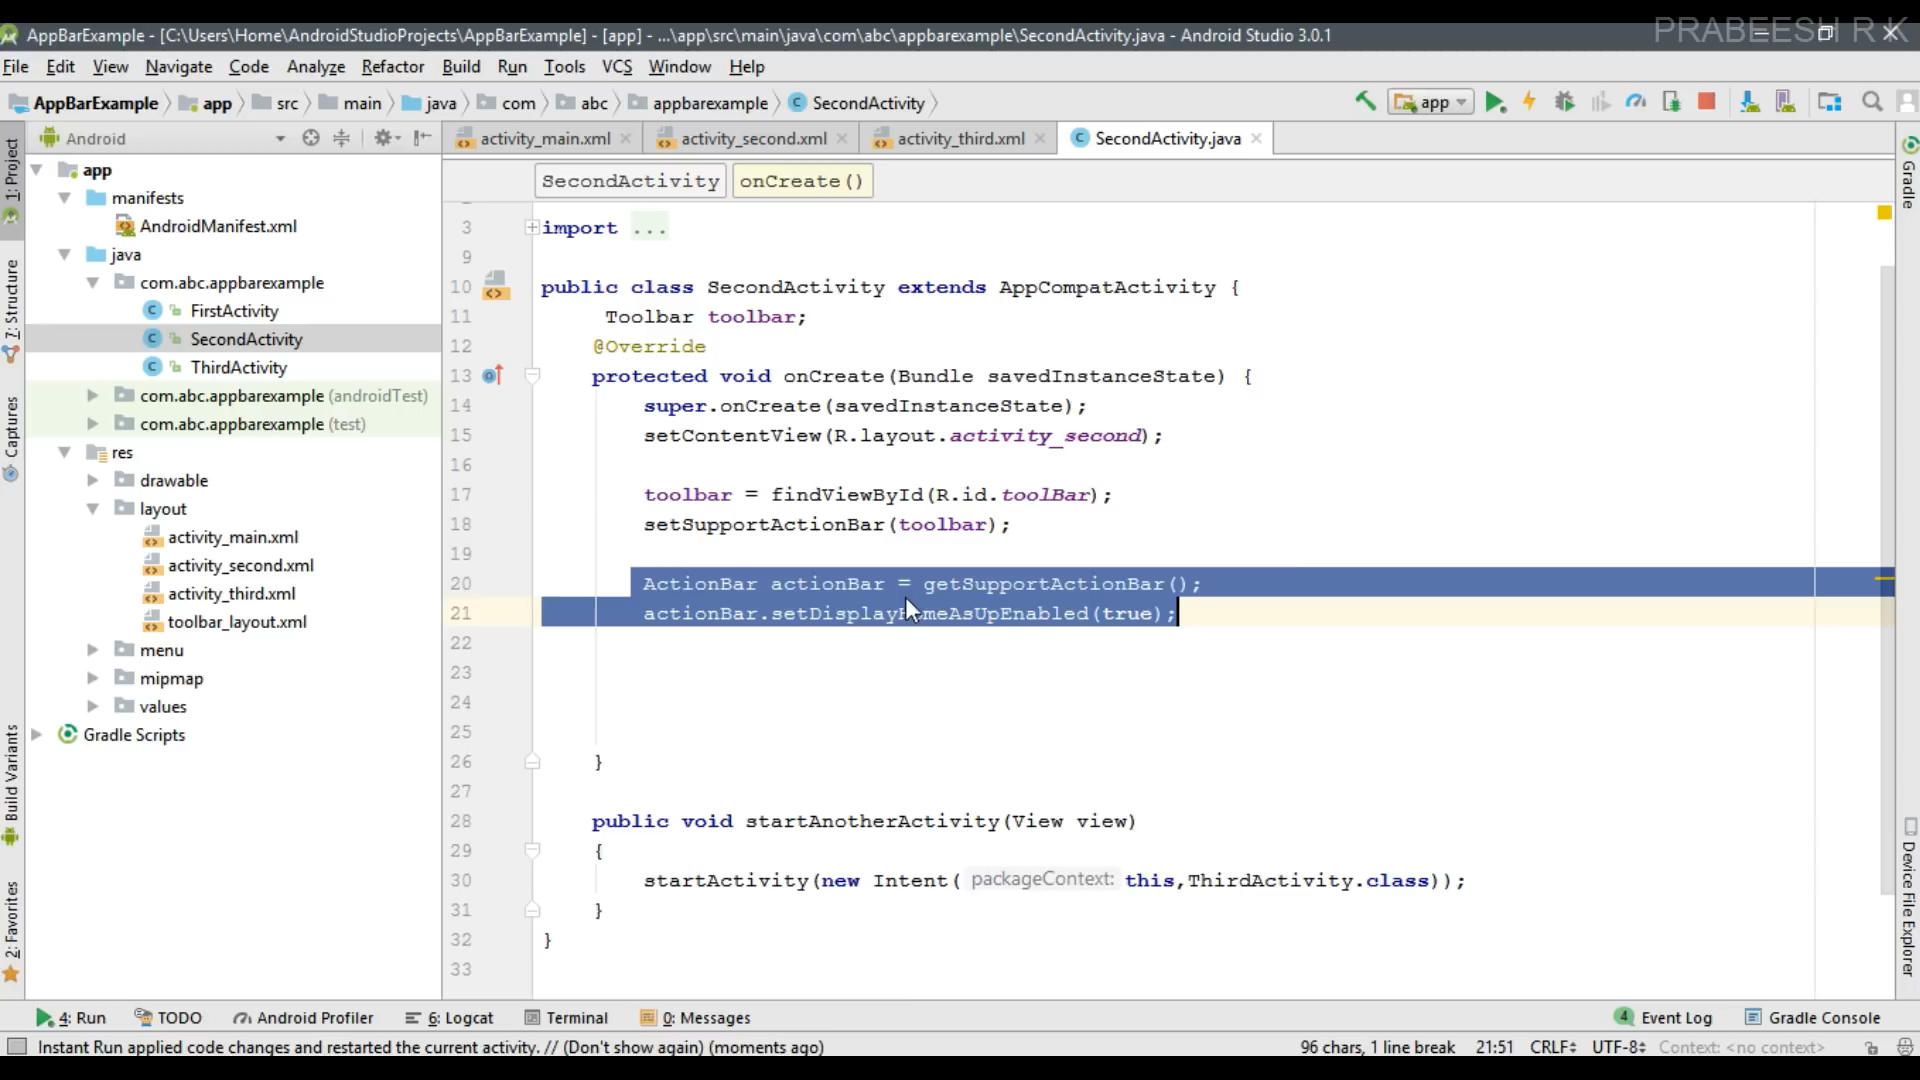 PRABEESH R K
AppBarExample - [C:\Users\Home\AndroidStudioProjects\AppBarExample] - [app] - ...\app\src\main\java\com\abc\appbarexample\SecondActivity.java - Android Studio 3.0.1
File Edit View Navigate Code Analyze Refactor Build Run Tools VCS Window Help
AppBarExample app src main java com abc appbarexample SecondActivity
app
Android
activity_main.xml activity_second.xml activity_third.xml SecondActivity.java
1: Project
7: Structure
Captures
Build Variants
2: Favorites
app
manifests
AndroidManifest.xml
java
com.abc.appbarexample
FirstActivity
SecondActivity
ThirdActivity
com.abc.appbarexample (androidTest)
com.abc.appbarexample (test)
res
drawable
layout
activity_main.xml
activity_second.xml
activity_third.xml
toolbar_layout.xml
menu
mipmap
values
Gradle Scripts
SecondActivity onCreate()
3 import ...
9
10 public class SecondActivity extends AppCompatActivity {
11 Toolbar toolbar;
12 @Override
13 protected void onCreate(Bundle savedInstanceState) {
14 super.onCreate(savedInstanceState);
15 setContentView(R.layout.activity_second);
16
17 toolbar = findViewById(R.id.toolBar);
18 setSupportActionBar(toolbar);
19
20 ActionBar actionBar = getSupportActionBar();
21 actionBar.setDisplayHomeAsUpEnabled(true);
22
23
24
25
26 }
27
28 public void startAnotherActivity(View view)
29 {
30 startActivity(new Intent( packageContext: this,ThirdActivity.class));
31 }
32 }
33
Gradle
Device File Explorer
4: Run TODO Android Profiler 6: Logcat Terminal 0: Messages 4 Event Log Gradle Console
Instant Run applied code changes and restarted the current activity. // (Don't show again) (moments ago) 96 chars, 1 line break 21:51 CRLF UTF-8 Context: <no context>